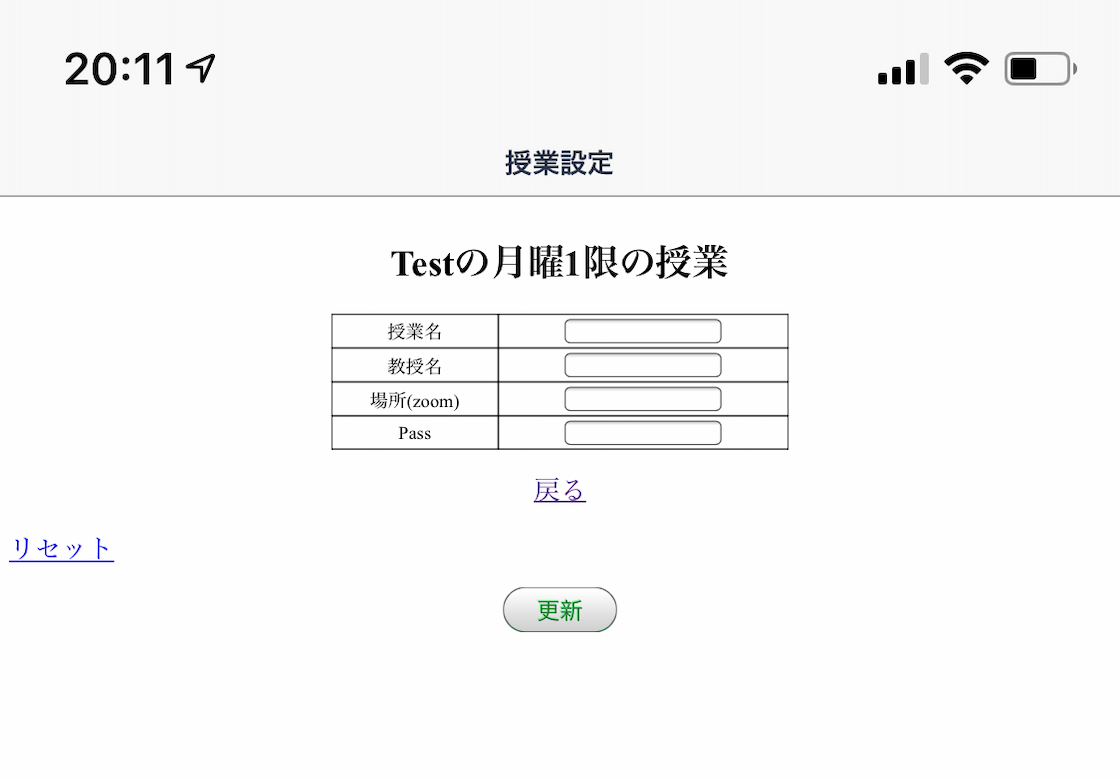 20:11
授業設定
Testの月曜1限の授業
授業名
教授名
場所(zoom)
Pass
戻る
リセット
更新